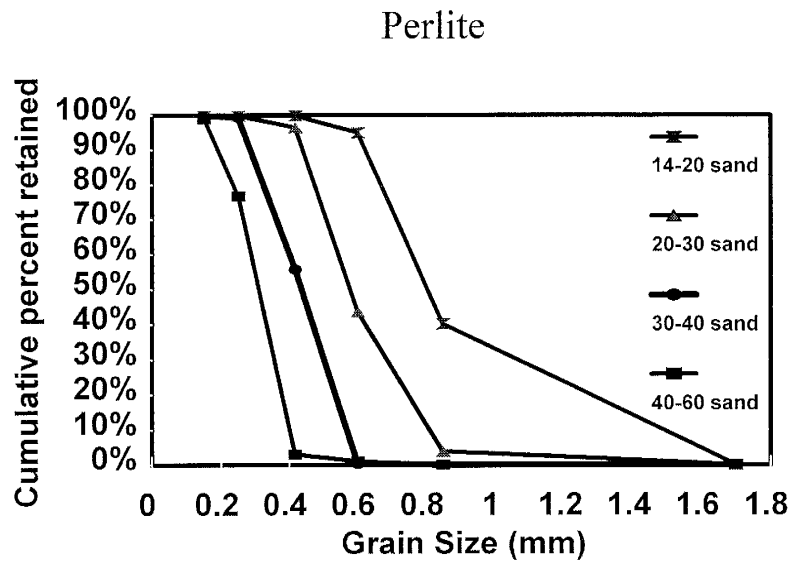 Perlite
Cumulative percent retained
100%
90%
80%
70%
60%
50%
40%
30%
20%
10%
0%
0 0.2 0.4 0.6 0.8 1 1.2 1.4 1.6 1.8
Grain Size (mm)
14-20 sand
20-30 sand
30-40 sand
40-60 sand